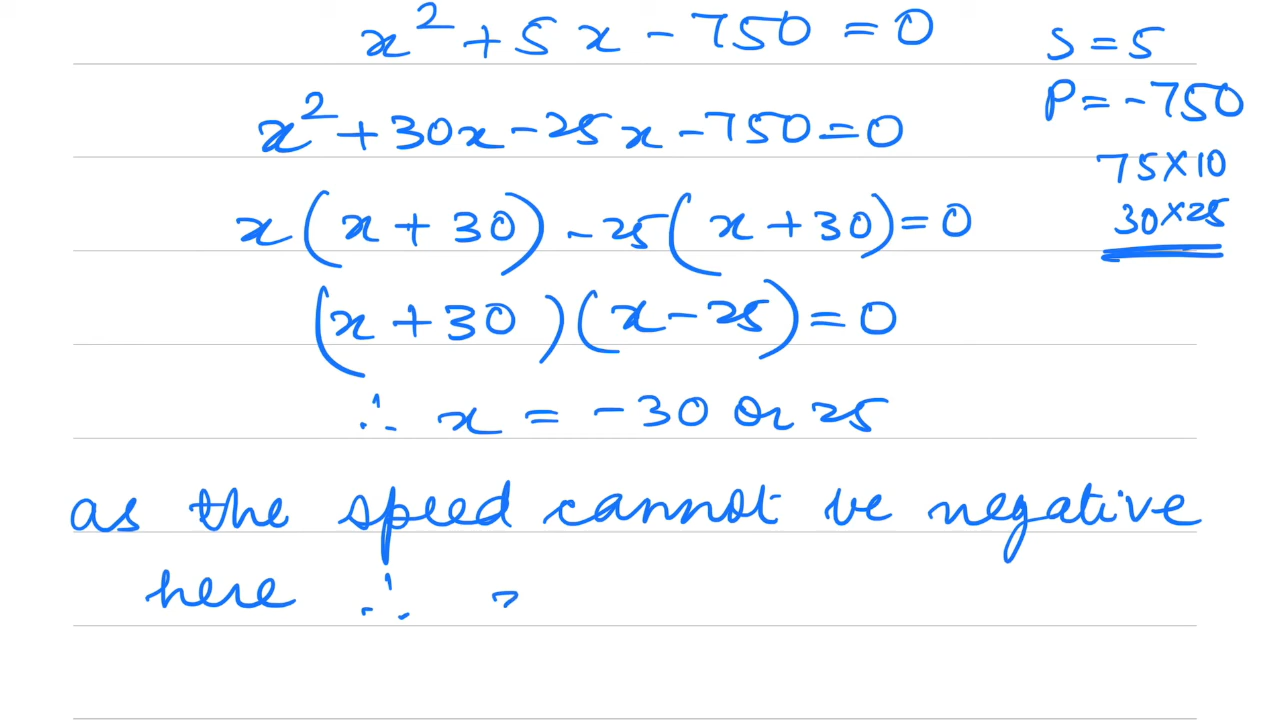 x² + 5x - 750 = 0
S = 5
P = -750
x² + 30x - 25x - 750 = 0
75 × 10
30 × 25
x(x + 30) - 25(x + 30) = 0
(x + 30)(x - 25) = 0
∴ x = -30 or 25
as the speed cannot be negative
here ∴